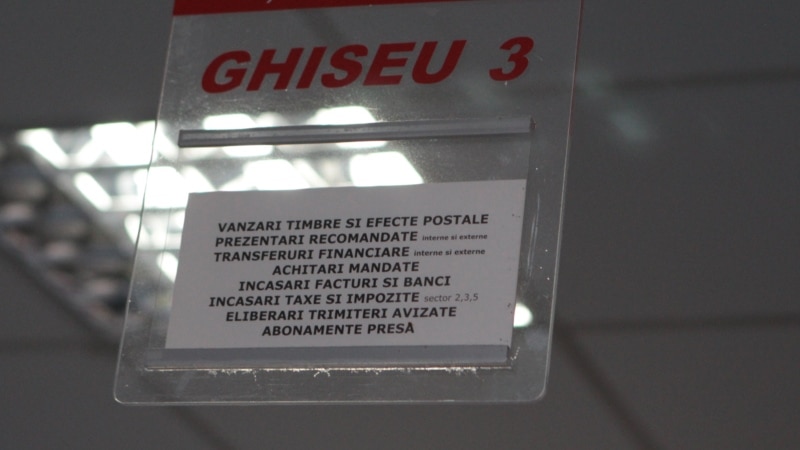 GHISEU 3
VANZARI TIMBRE SI EFECTE POSTALE
PREZENTARI RECOMANDATE interne si externe
TRANSFERURI FINANCIARE interne si externe
ACHITARI MANDATE
INCASARI FACTURI SI BANCI
INCASARI TAXE SI IMPOZITE sector 2,3,5
ELIBERARI TRIMITERI AVIZATE
ABONAMENTE PRESĂ